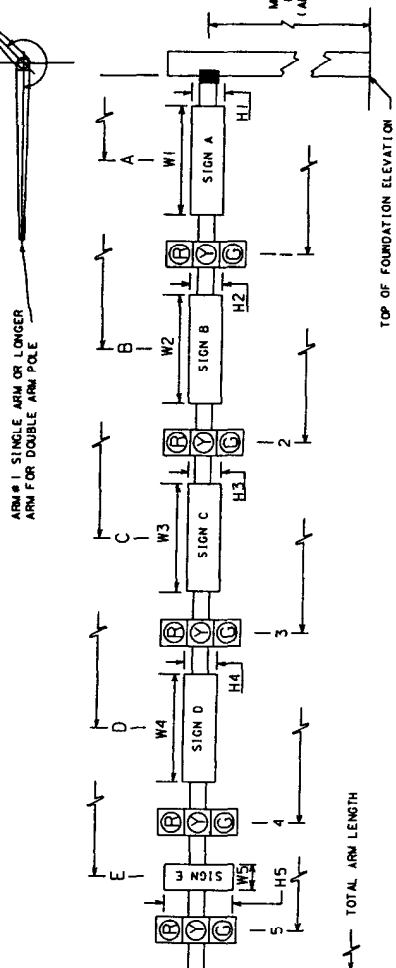 ARM # 1 SINGLE ARM OR LONGER
ARM FOR DOUBLE ARM POLE
A
B
C
D
E
W1
W2
W3
W4
W5
SIGN A
SIGN B
SIGN C
SIGN D
SIGN E
H1
H2
H3
H4
H5
R Y G
R Y G
R Y G
R Y G
R Y G
1
2
3
4
5
TOTAL ARM LENGTH
TOP OF FOUNDATION ELEVATION